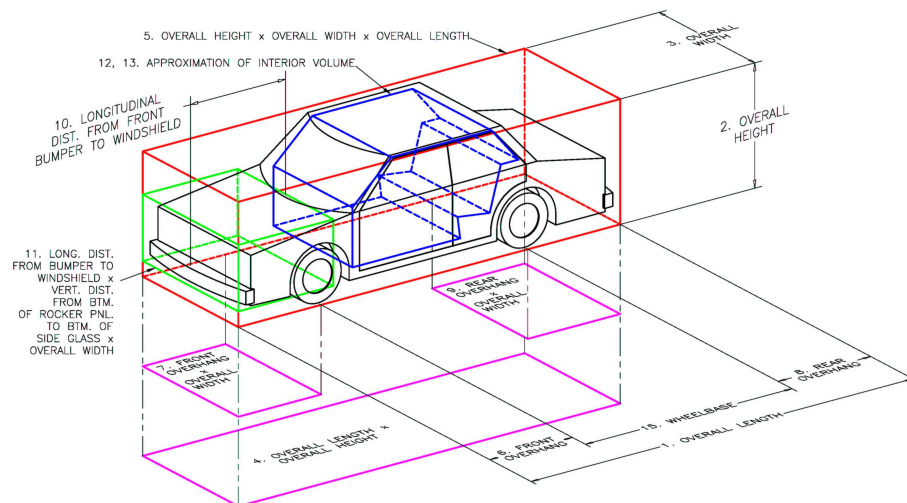 5. OVERALL HEIGHT x OVERALL WIDTH x OVERALL LENGTH
3. OVERALL
WIDTH
12, 13. APPROXIMATION OF INTERIOR VOLUME
10. LONGITUDINAL
DIST. FROM FRONT
BUMPER TO WINDSHIELD
2. OVERALL
HEIGHT
11. LONG. DIST.
FROM BUMPER TO
WINDSHIELD x
VERT. DIST.
FROM BTM.
OF ROCKER PNL.
TO BTM. OF
SIDE GLASS x
OVERALL WIDTH
9. REAR
OVERHANG
x
OVERALL
WIDTH
7. FRONT
OVERHANG
x
OVERALL
WIDTH
8. REAR
OVERHANG
15. WHEELBASE
1. OVERALL LENGTH
6. FRONT
OVERHANG
4. OVERALL LENGTH x
OVERALL HEIGHT